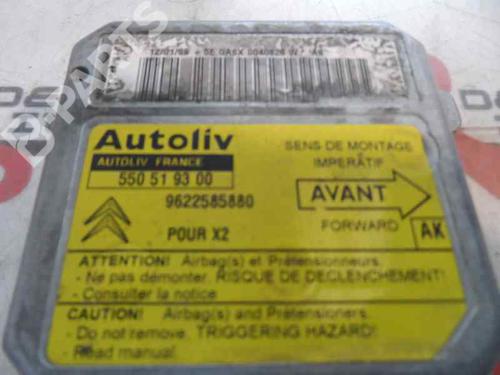 Autoliv
AUTOLIV FRANCE
550 51 93 00
9622585880
POUR X2
SENS DE MONTAGE
IMPERÂTIF
AVANT
FORWARD
AK
ATTENTION! Airbag(s) et Prétensionneurs.
- Ne pas démonter. RISQUE DE DECLENCHEMENT!
- Consulter la notice
CAUTION! Airbag(s) and Pretensioners.
- Do not remove. TRIGGERING HAZARD!
- Read manual.